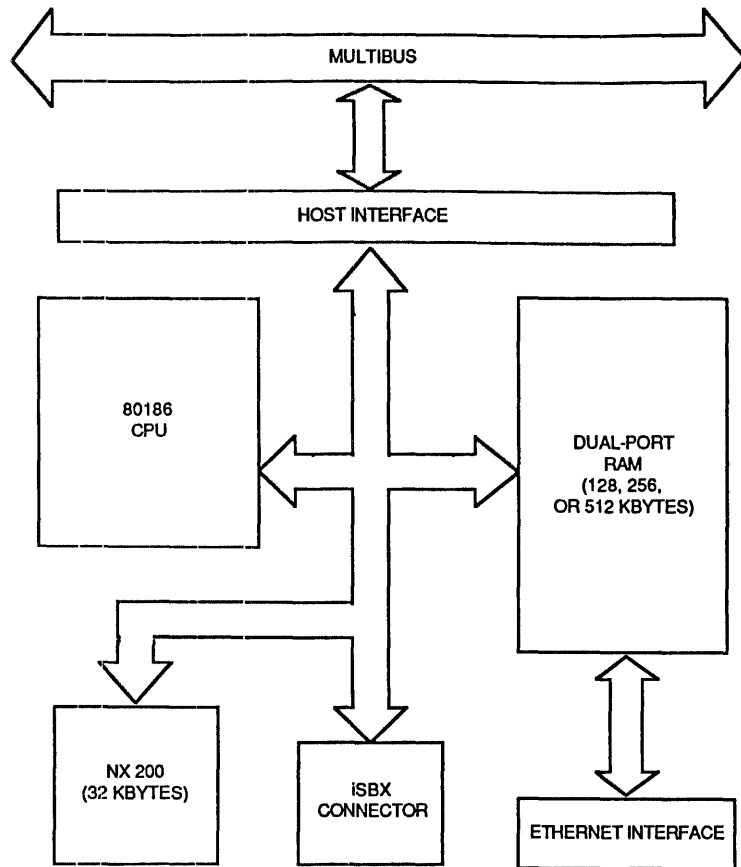 MULTIBUS
HOST INTERFACE
80186
CPU
DUAL-PORT
RAM
(128, 256,
OR 512 KBYTES)
NX 200
(32 KBYTES)
iSBX
CONNECTOR
ETHERNET INTERFACE